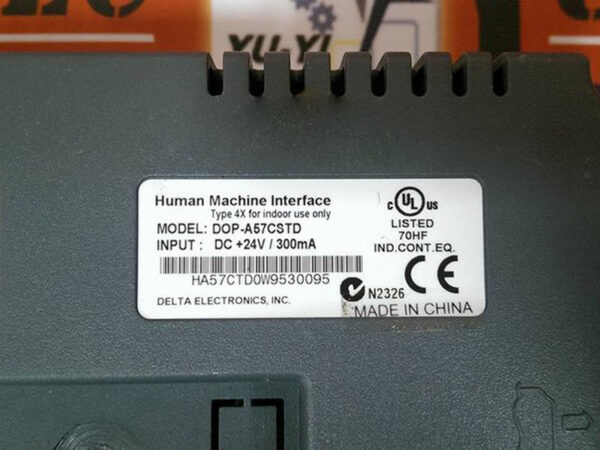 YU-YI
Human Machine Interface
Type 4X for indoor use only
MODEL: DOP-A57CSTD
INPUT : DC +24V / 300mA
HA57CTD0W9530095
DELTA ELECTRONICS, INC.
c UL US
LISTED
70HF
IND.CONT.EQ.
N2326
CE
MADE IN CHINA